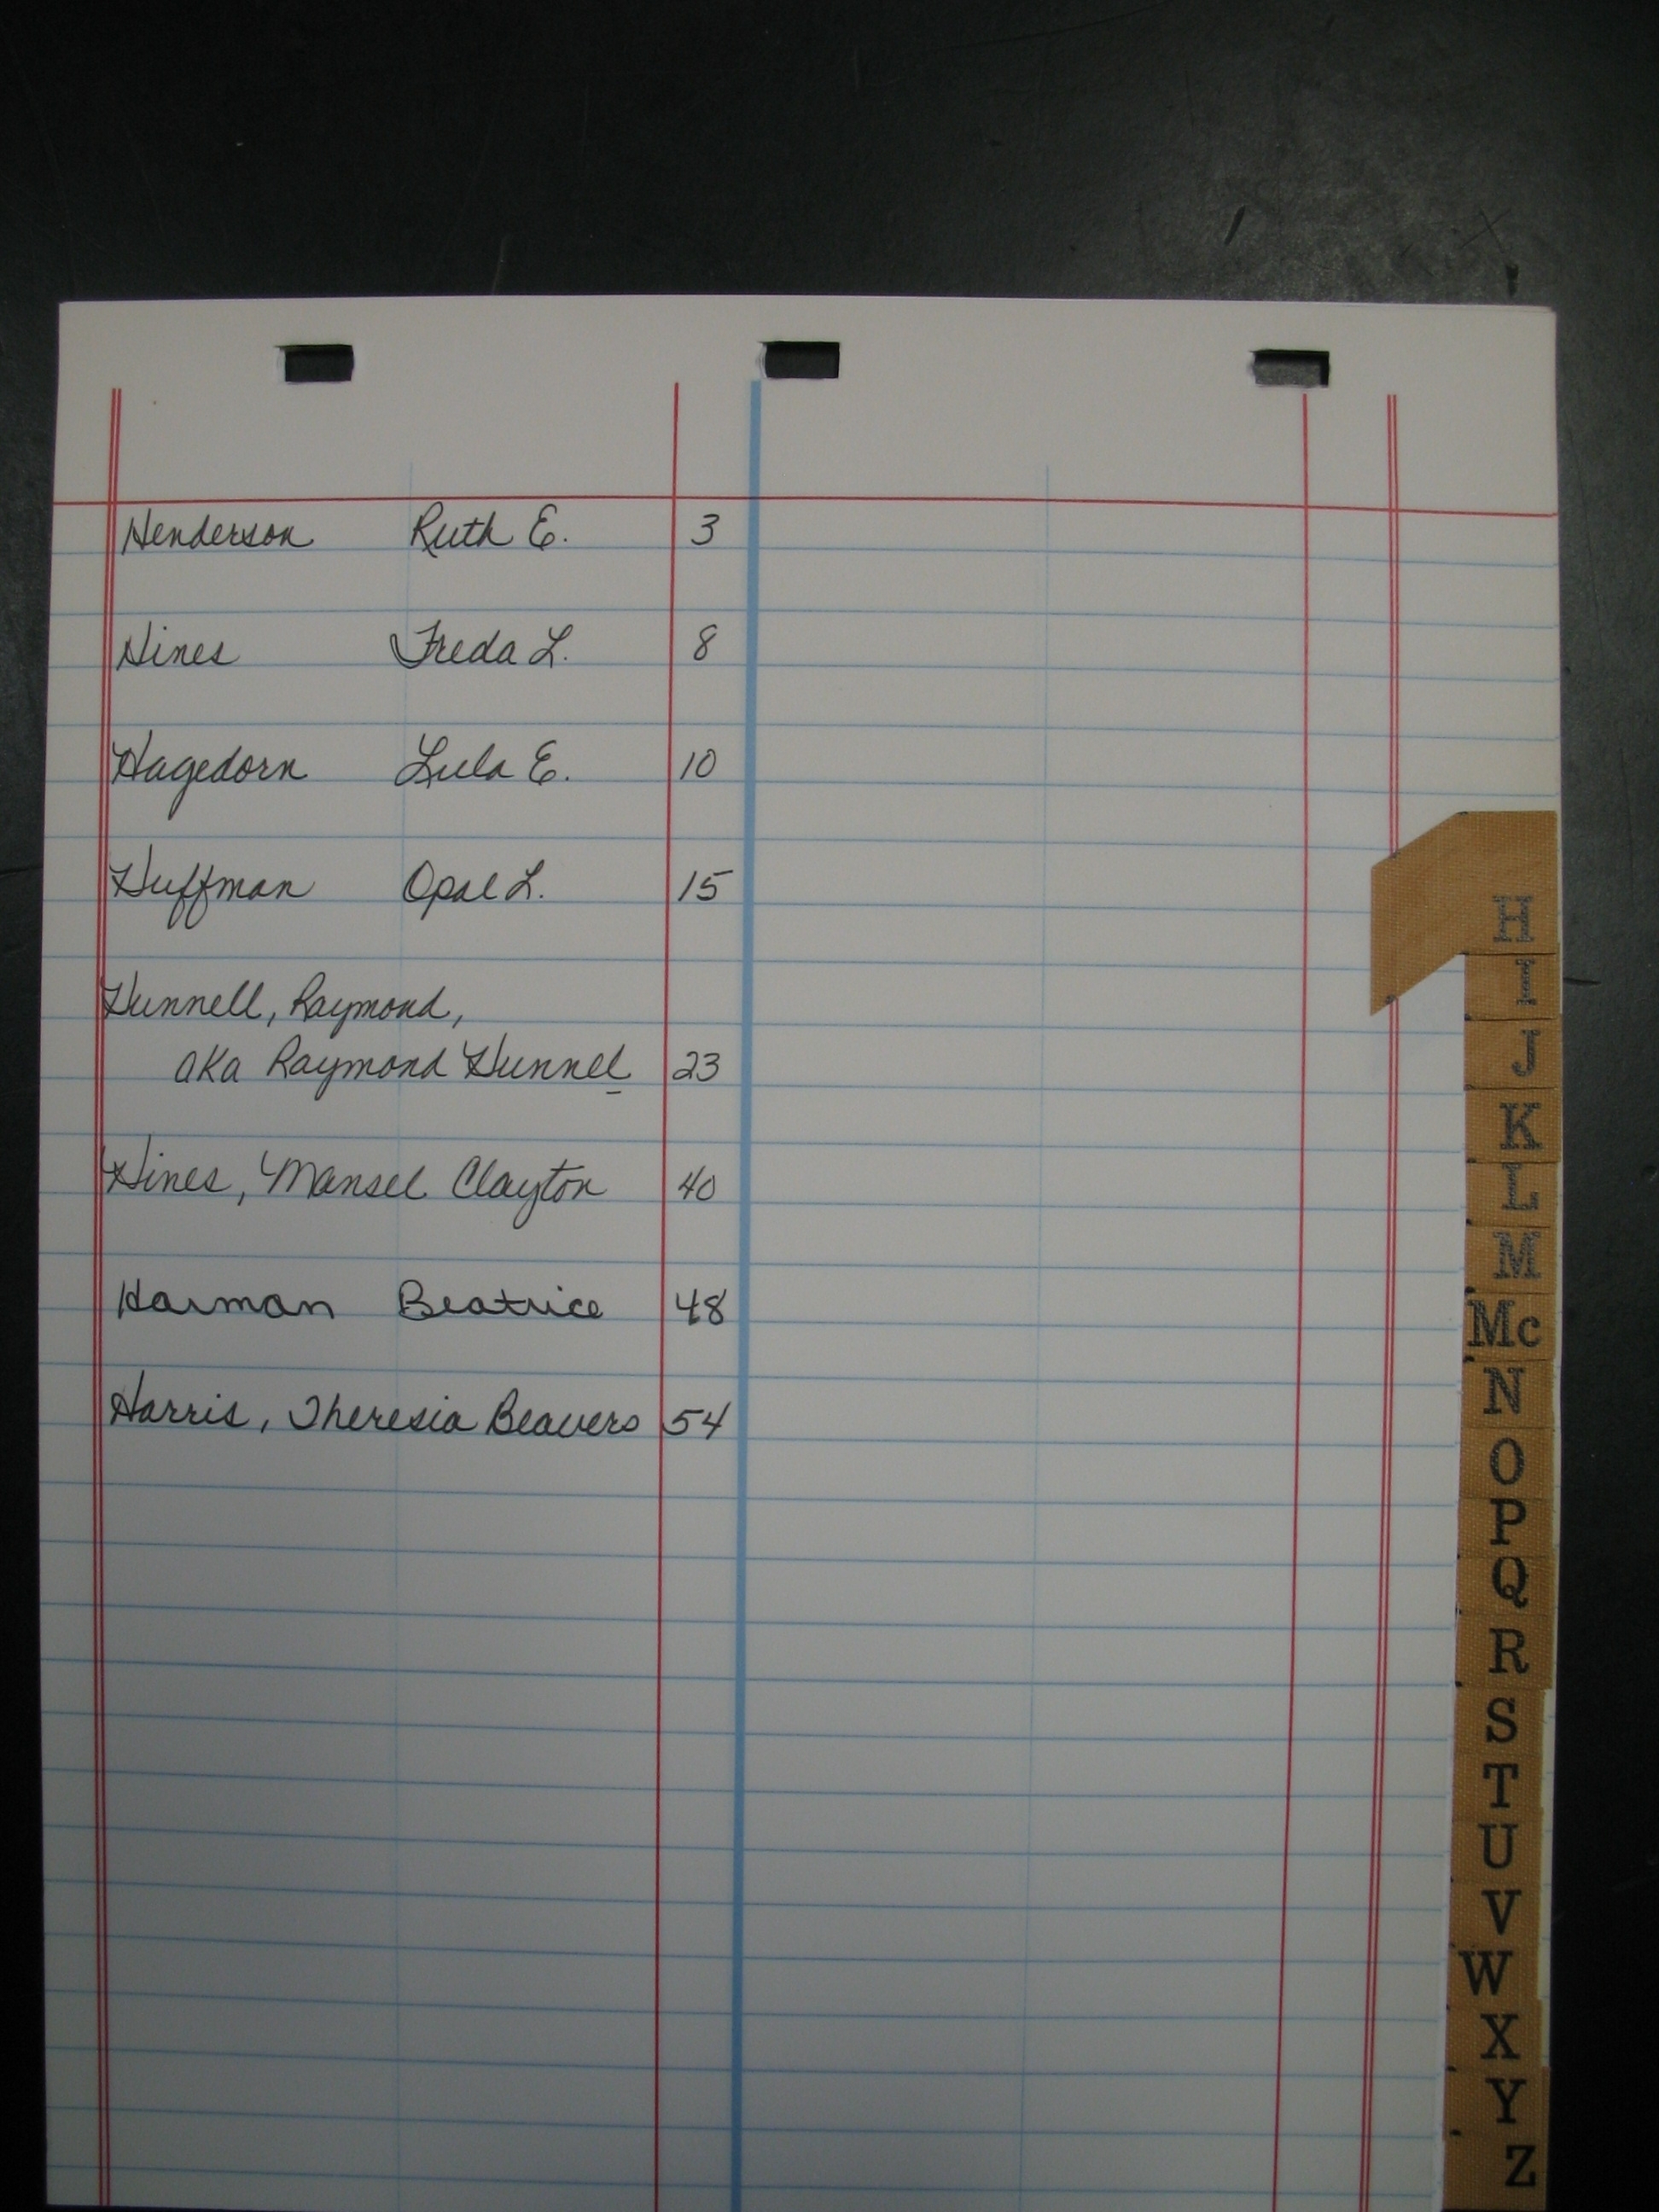 Henderson Ruth E. 3
Hines Freda L. 8
Hagedorn Lula E. 10
Huffman Opal L. 15
Hunnell, Raymond,
aka Raymond Hunnel 23
Hines, Mansel Clayton 40
Harman Beatrice 48
Harris, Theresia Beavers 54
H
I
J
K
L
M
Mc
N
O
P
Q
R
S
T
U
V
W
X
Y
Z